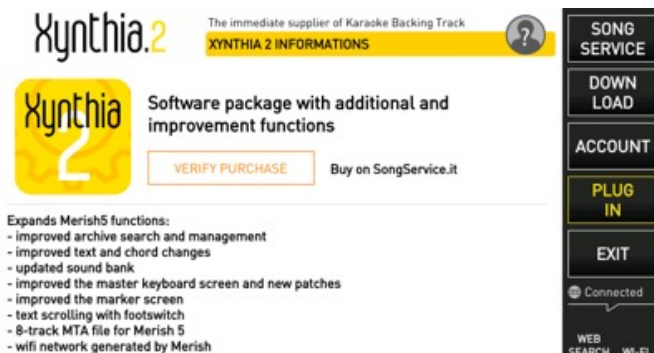 Xynthia.2
The immediate supplier of Karaoke Backing Track
XYNTHIA 2 INFORMATIONS
?
Xynthia
2
Software package with additional and
improvement functions
VERIFY PURCHASE
Buy on SongService.it
Expands Merish5 functions:
- improved archive search and management
- improved text and chord changes
- updated sound bank
- improved the master keyboard screen and new patches
- improved the marker screen
- text scrolling with footswitch
- 8-track MTA file for Merish 5
- wifi network generated by Merish
SONG
SERVICE
DOWN
LOAD
ACCOUNT
PLUG
IN
EXIT
Connected
WEB
SEARCH WI-FI